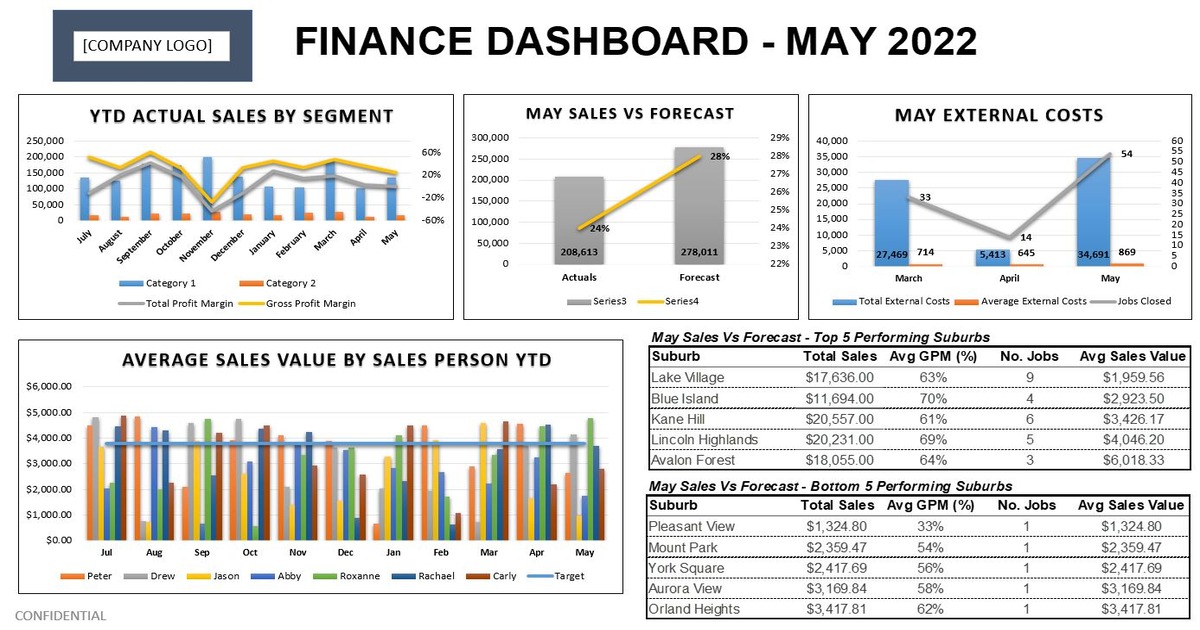 [COMPANY LOGO]
FINANCE DASHBOARD - MAY 2022
YTD ACTUAL SALES BY SEGMENT
250,000
200,000
150,000
100,000
50,000
0
60%
20%
-20%
-60%
July August September October November December January February March April May
Category 1 Category 2
Total Profit Margin Gross Profit Margin
MAY SALES VS FORECAST
300,000
250,000
200,000
150,000
100,000
50,000
0
29%
28%
27%
26%
25%
24%
23%
22%
28%
24%
208,613 278,011
Actuals Forecast
Series3 Series4
MAY EXTERNAL COSTS
40,000
35,000
30,000
25,000
20,000
15,000
10,000
5,000
0
60
55
50
45
40
35
30
25
20
15
10
5
0
54
33
14
27,469 714 5,413 645 34,691 869
March April May
Total External Costs Average External Costs Jobs Closed
AVERAGE SALES VALUE BY SALES PERSON YTD
$6,000.00
$5,000.00
$4,000.00
$3,000.00
$2,000.00
$1,000.00
$0.00
Jul Aug Sep Oct Nov Dec Jan Feb Mar Apr May
Peter Drew Jason Abby Roxanne Rachael Carly Target
May Sales Vs Forecast - Top 5 Performing Suburbs
Suburb Total Sales Avg GPM (%) No. Jobs Avg Sales Value
Lake Village $17,636.00 63% 9 $1,959.56
Blue Island $11,694.00 70% 4 $2,923.50
Kane Hill $20,557.00 61% 6 $3,426.17
Lincoln Highlands $20,231.00 69% 5 $4,046.20
Avalon Forest $18,055.00 64% 3 $6,018.33
May Sales Vs Forecast - Bottom 5 Performing Suburbs
Suburb Total Sales Avg GPM (%) No. Jobs Avg Sales Value
Pleasant View $1,324.80 33% 1 $1,324.80
Mount Park $2,359.47 54% 1 $2,359.47
York Square $2,417.69 56% 1 $2,417.69
Aurora View $3,169.84 58% 1 $3,169.84
Orland Heights $3,417.81 62% 1 $3,417.81
CONFIDENTIAL